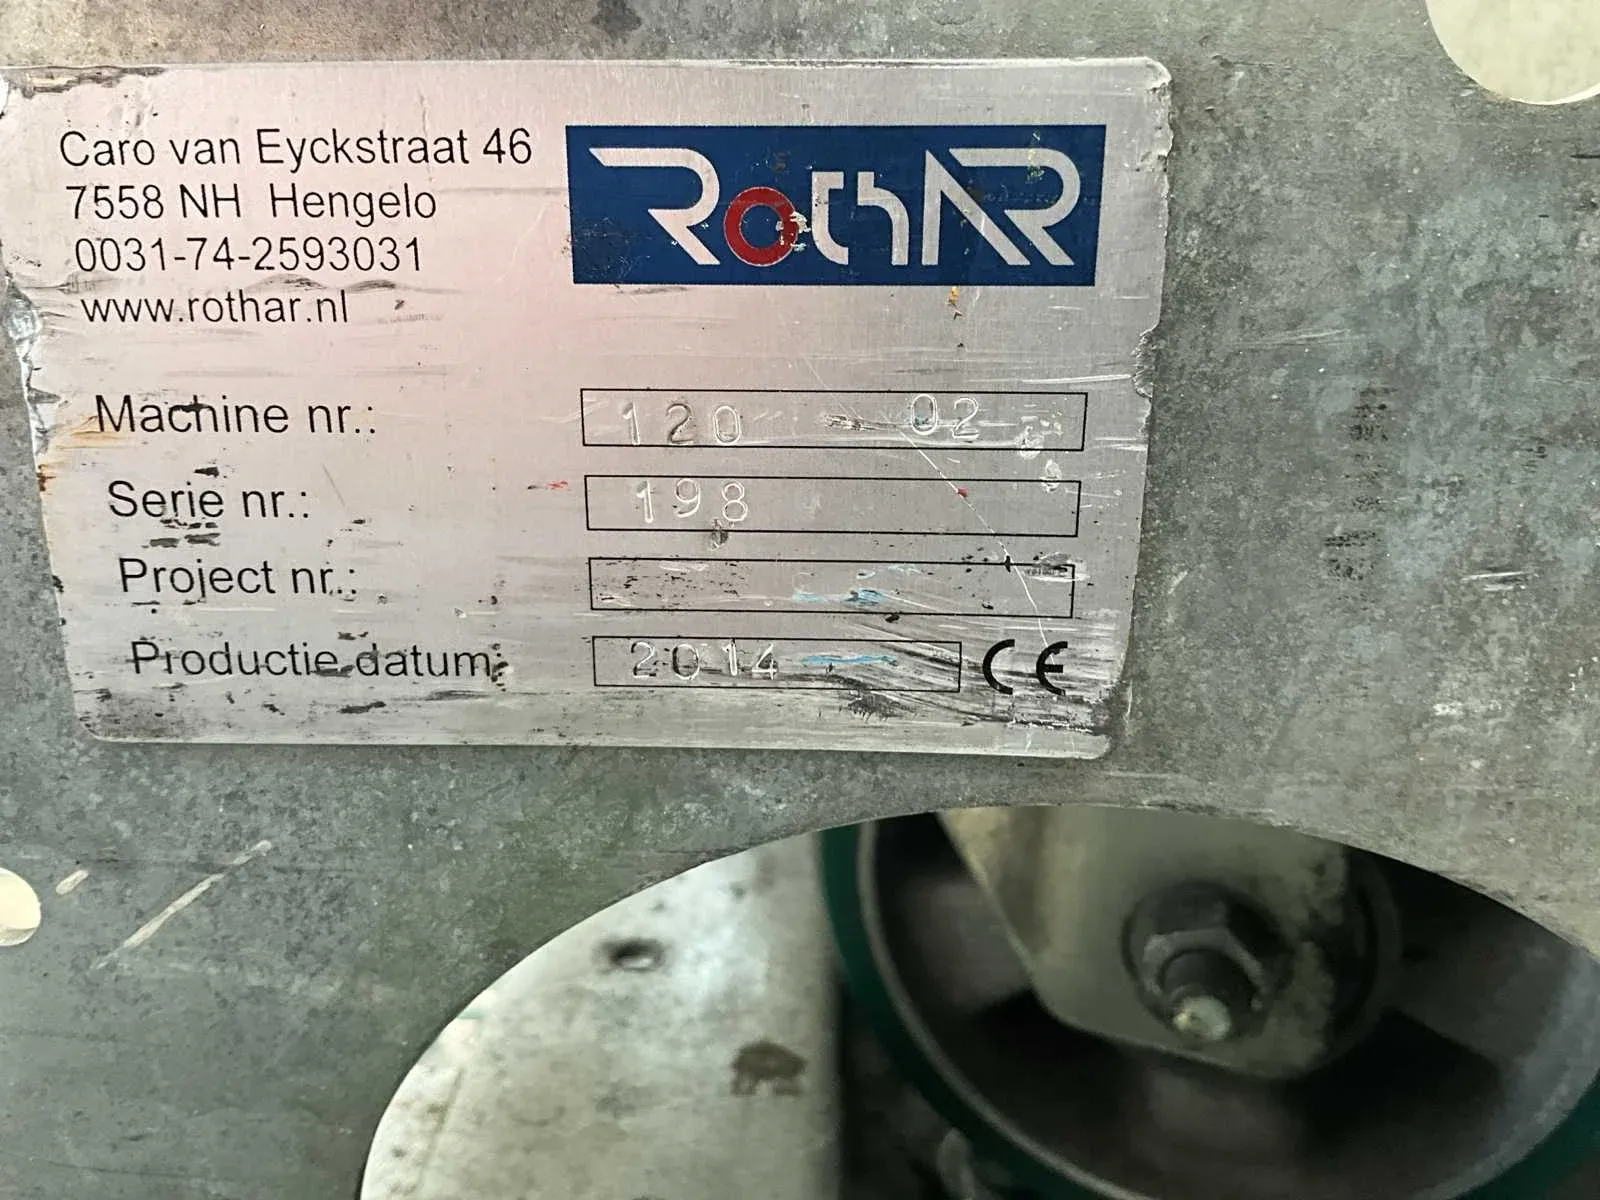 Caro van Eyckstraat 46
7558 NH Hengelo
0031-74-2593031
www.rothar.nl
RothAR
Machine nr.: 120 - 02
Serie nr.: 198
Project nr.:
Productie datum: 2014 CE